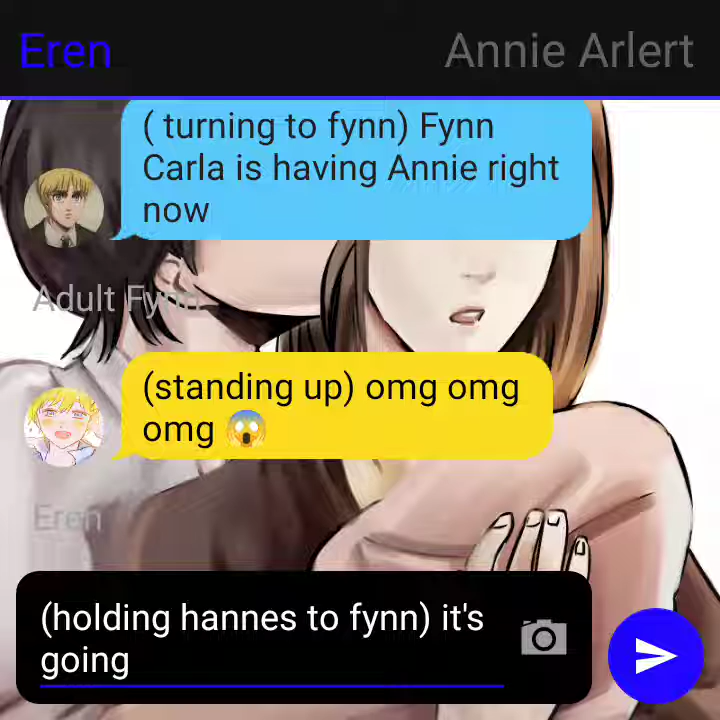 Eren
Annie Arlert
( turning to fynn) Fynn
Carla is having Annie right
now
Adult Fynn
(standing up) omg omg
omg 😱
Eren
(holding hannes to fynn) it's
going